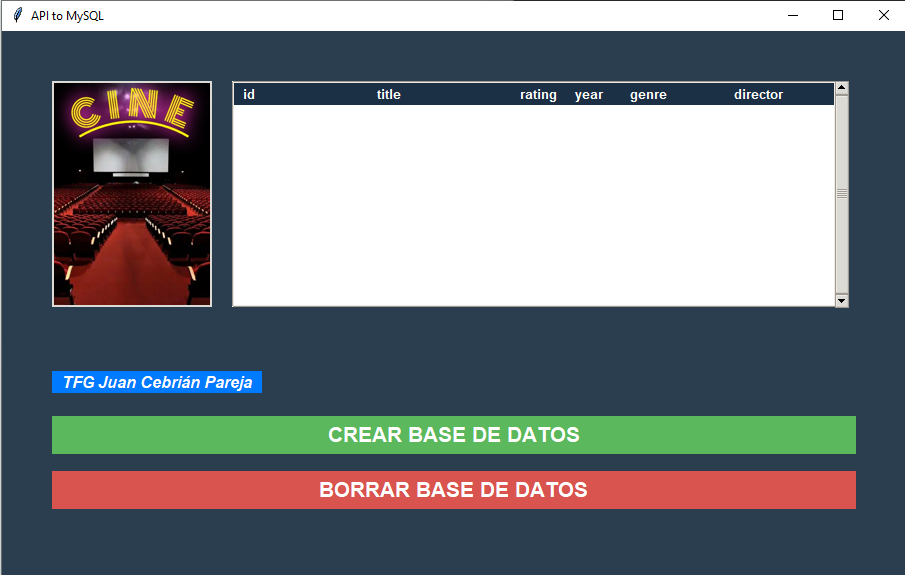 API to MySQL
CINE
id title rating year genre director
TFG Juan Cebrián Pareja
CREAR BASE DE DATOS
BORRAR BASE DE DATOS